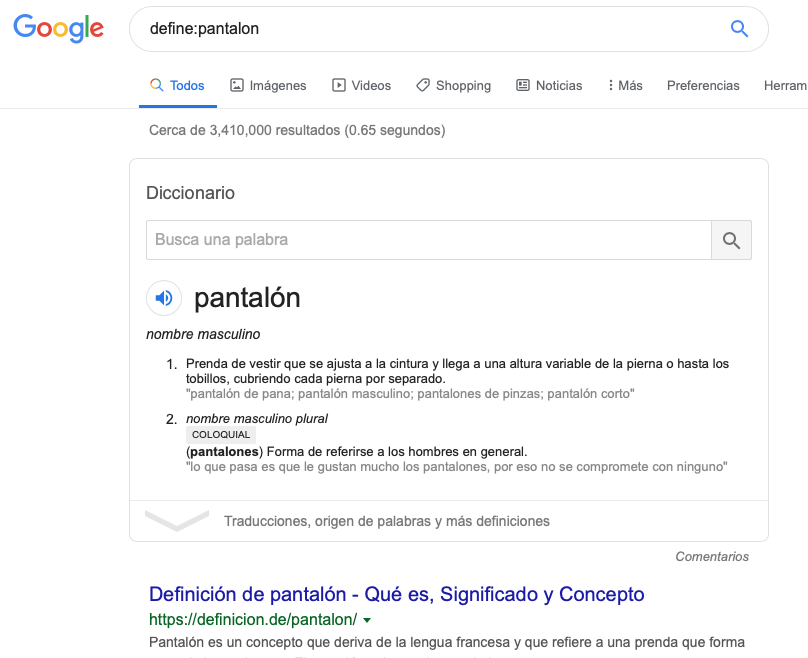 Google
define:pantalon
Todos Imágenes Videos Shopping Noticias Más Preferencias Herram
Cerca de 3,410,000 resultados (0.65 segundos)
Diccionario
Busca una palabra
pantalón
nombre masculino
1. Prenda de vestir que se ajusta a la cintura y llega a una altura variable de la pierna o hasta los
tobillos, cubriendo cada pierna por separado.
"pantalón de pana; pantalón masculino; pantalones de pinzas; pantalón corto"
2. nombre masculino plural
COLOQUIAL
(pantalones) Forma de referirse a los hombres en general.
"lo que pasa es que le gustan mucho los pantalones, por eso no se compromete con ninguno"
Traducciones, origen de palabras y más definiciones
Comentarios
Definición de pantalón - Qué es, Significado y Concepto
https://definicion.de/pantalon/
Pantalón es un concepto que deriva de la lengua francesa y que refiere a una prenda que forma